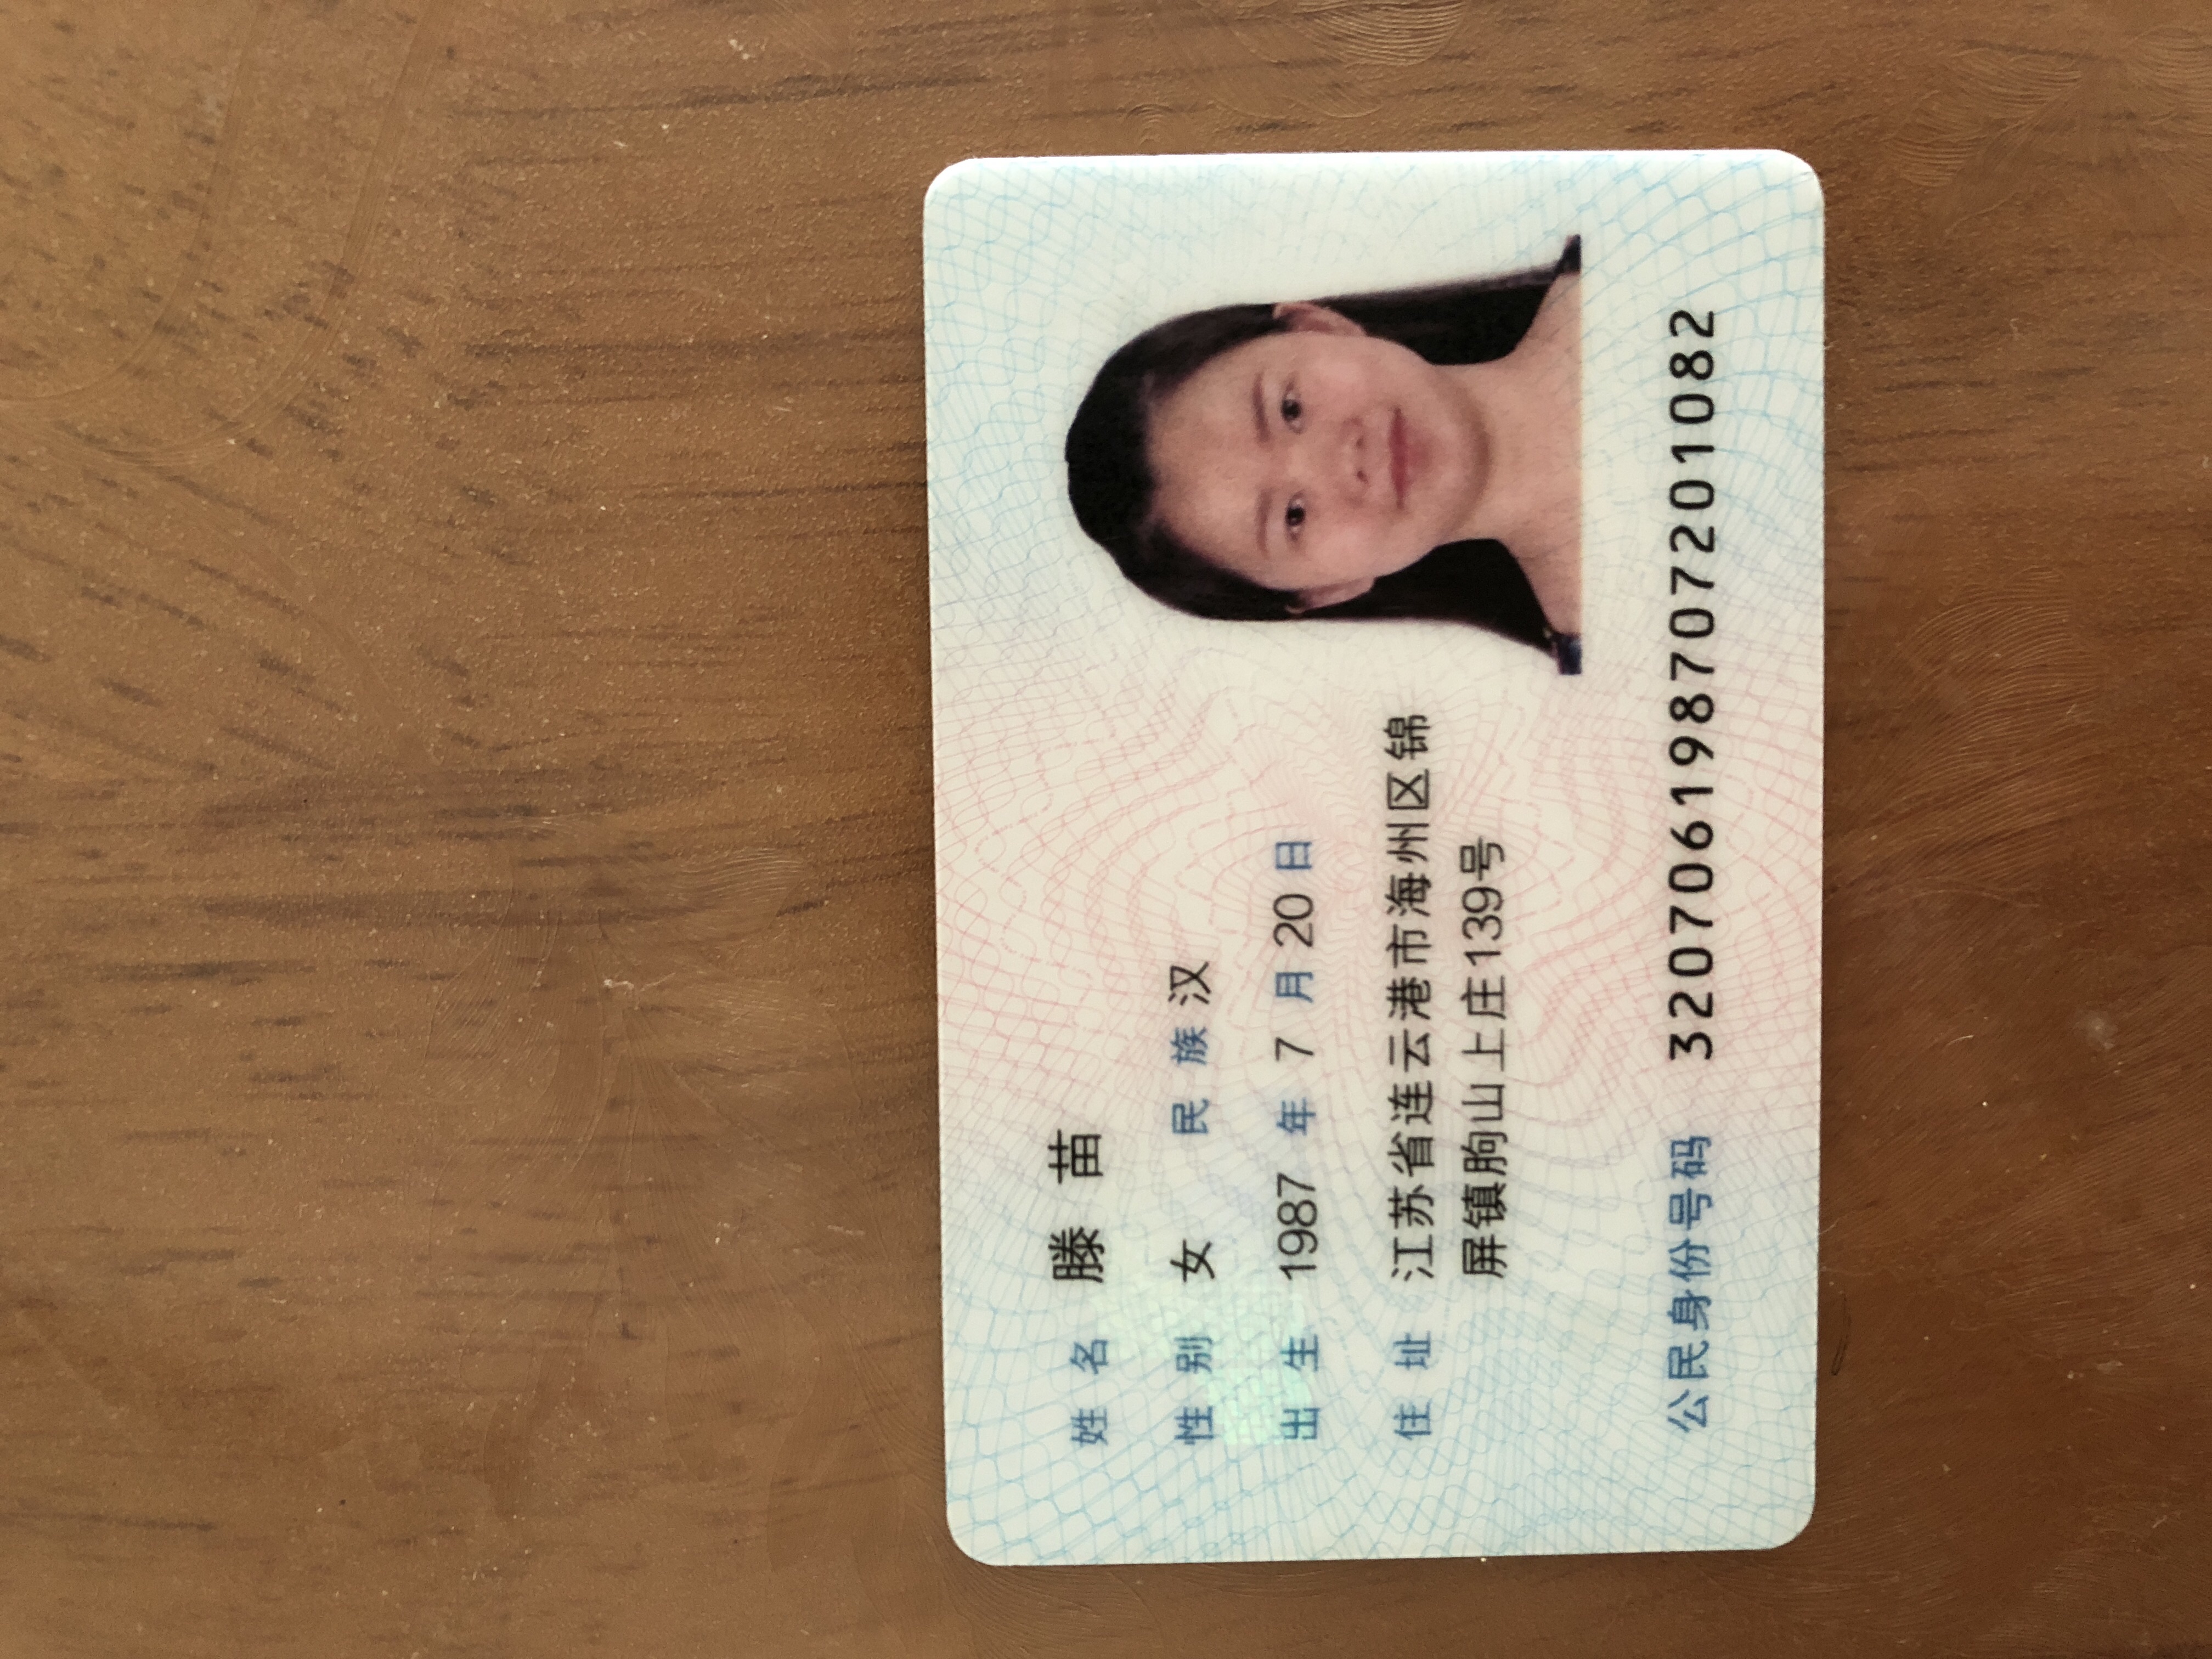 姓名 滕苗
性别 女 民族 汉
出生 1987 年 7 月 20 日
住址 江苏省连云港市海州区锦
屏镇朐山上庄139号
公民身份号码 320706198707201082